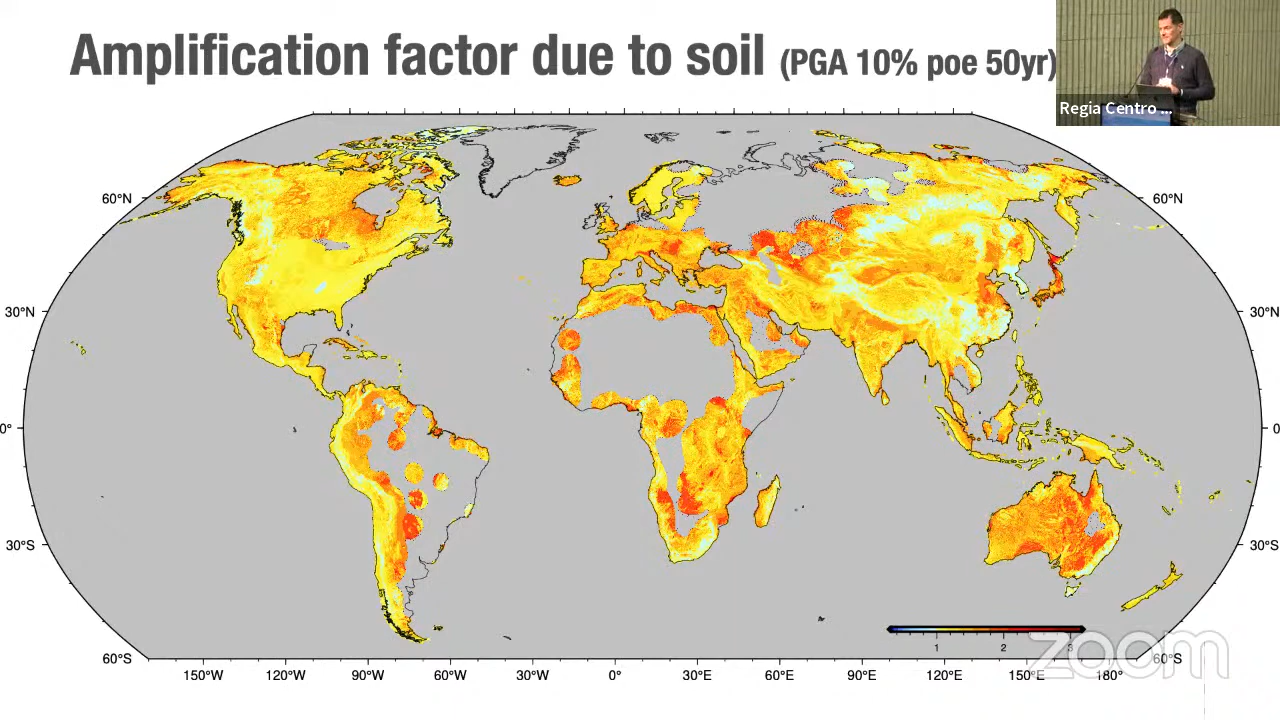 Amplification factor due to soil (PGA 10% poe 50yr)
Regia Centro ...
60°N
60°N
30°N
30°N
0°
0
30°S
30°S
60°S
60°S
1 2 3
zoom
150°W 120°W 90°W 60°W 30°W 0° 30°E 60°E 90°E 120°E 150°E 180°